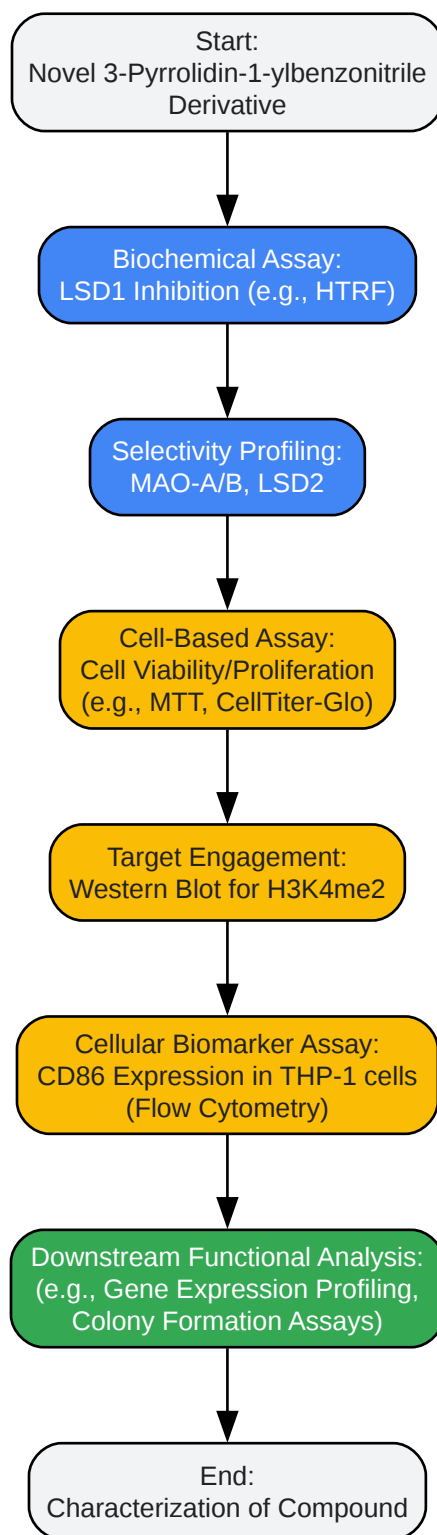 Start:
Novel 3-Pyrrolidin-1-ylbenzonitrile
Derivative
Biochemical Assay:
LSD1 Inhibition (e.g., HTRF)
Selectivity Profiling:
MAO-A/B, LSD2
Cell-Based Assay:
Cell Viability/Proliferation
(e.g., MTT, CellTiter-Glo)
Target Engagement:
Western Blot for H3K4me2
Cellular Biomarker Assay:
CD86 Expression in THP-1 cells
(Flow Cytometry)
Downstream Functional Analysis:
(e.g., Gene Expression Profiling,
Colony Formation Assays)
End:
Characterization of Compound